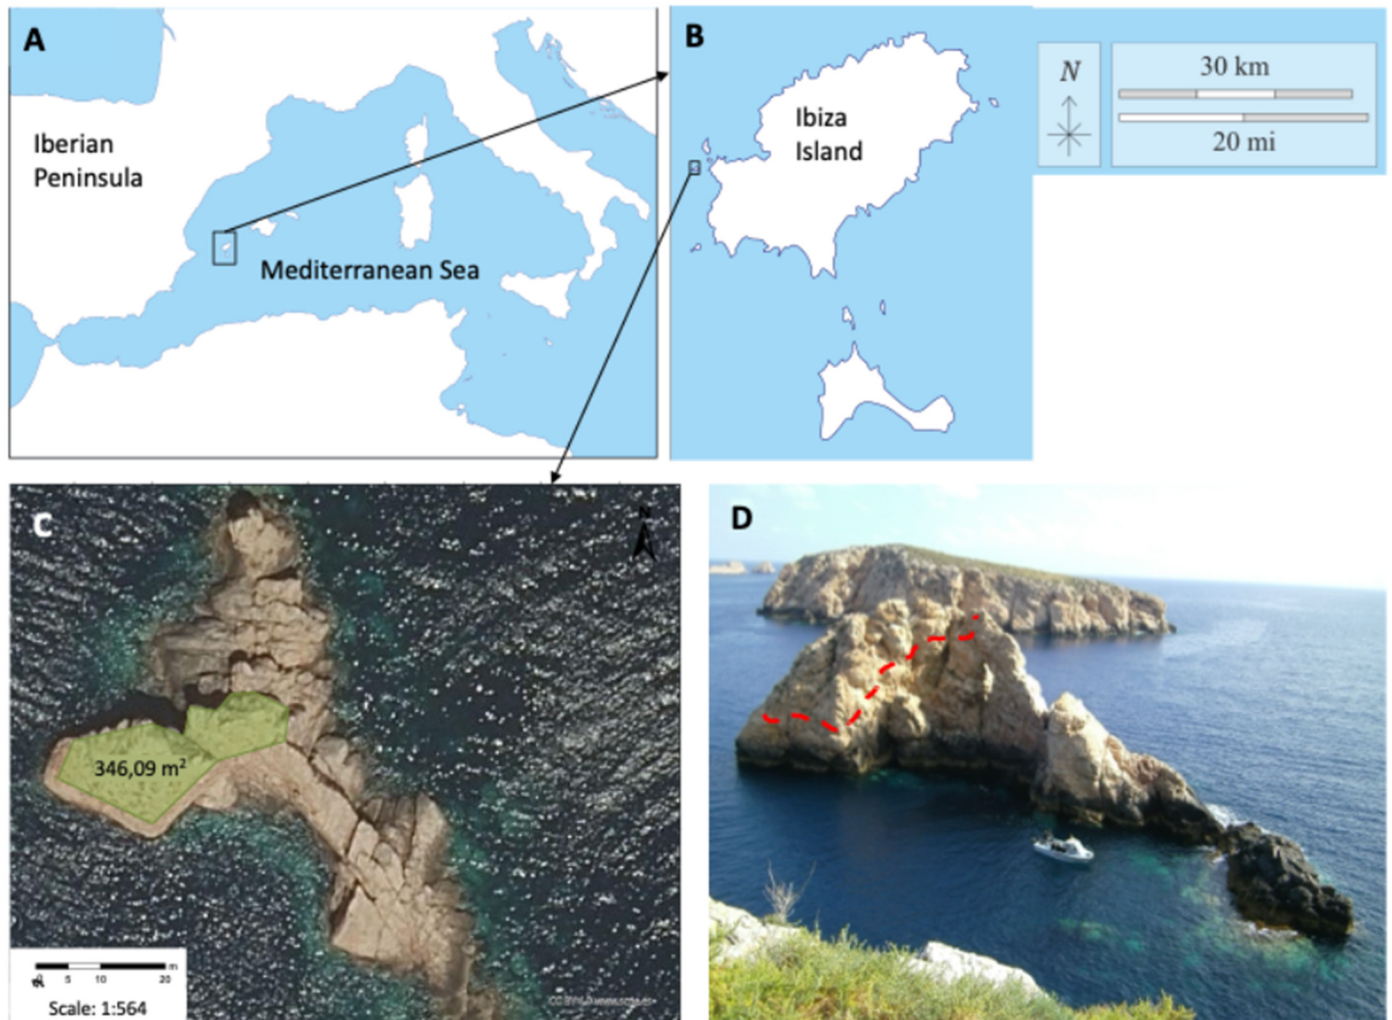 A
Iberian
Peninsula
Mediterranean Sea
B
Ibiza
Island
N
30 km
20 mi
C
N
346,09 m²
0 5 10 20 m
Scale: 1:564
D